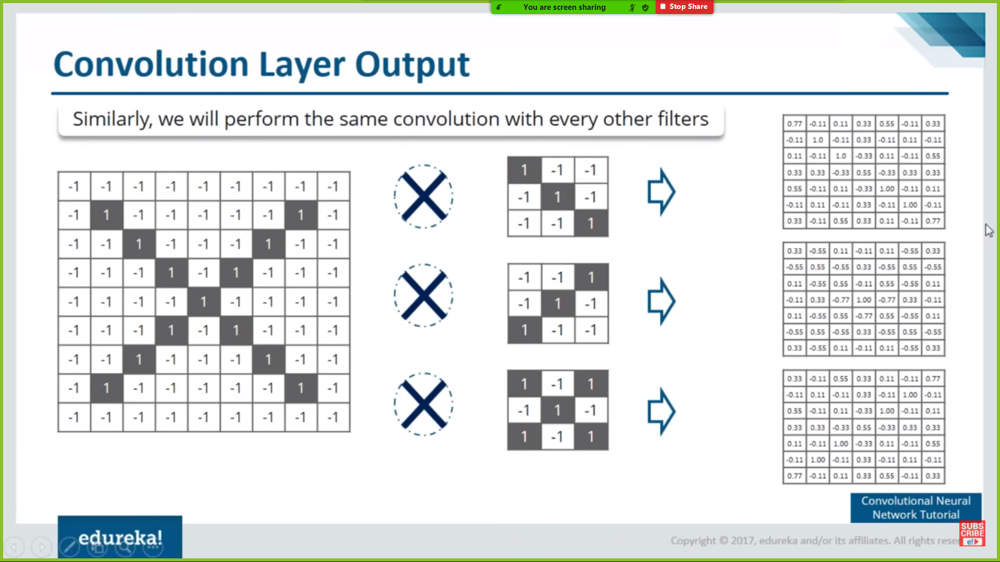 You are screen sharing
Stop Share
Convolution Layer Output
Similarly, we will perform the same convolution with every other filters
-1 -1 -1 -1 -1 -1 -1 -1 -1
-1 1 -1 -1 -1 -1 -1 1 -1
-1 -1 1 -1 -1 -1 1 -1 -1
-1 -1 -1 1 -1 1 -1 -1 -1
-1 -1 -1 -1 1 -1 -1 -1 -1
-1 -1 -1 1 -1 1 -1 -1 -1
-1 -1 1 -1 -1 -1 1 -1 -1
-1 1 -1 -1 -1 -1 -1 1 -1
-1 -1 -1 -1 -1 -1 -1 -1 -1
1 -1 -1
-1 1 -1
-1 -1 1
0.77 -0.11 0.11 0.33 0.55 -0.11 0.33
-0.11 1.0 -0.11 0.33 -0.11 0.11 -0.11
0.11 -0.11 1.0 -0.33 0.11 -0.11 0.55
0.33 0.33 -0.33 0.55 -0.33 0.33 0.33
0.55 -0.11 0.11 -0.33 1.00 -0.11 0.11
-0.11 0.11 -0.11 0.33 -0.11 1.00 -0.11
0.33 -0.11 0.55 0.33 0.11 -0.11 0.77
-1 -1 1
-1 1 -1
1 -1 -1
0.33 -0.55 0.11 -0.11 0.11 -0.55 0.33
-0.55 0.55 -0.55 0.33 -0.55 0.55 -0.55
0.11 -0.55 0.55 -0.11 0.55 -0.55 0.11
-0.11 0.33 -0.77 1.00 -0.77 0.33 -0.11
0.11 -0.55 0.55 -0.77 0.55 -0.55 0.11
-0.55 0.55 -0.55 0.33 -0.55 0.55 -0.55
0.33 -0.55 0.11 -0.11 0.11 -0.55 0.33
1 -1 1
-1 1 -1
1 -1 1
0.33 -0.11 0.55 0.33 0.11 -0.11 0.77
-0.11 0.11 -0.11 0.33 -0.11 1.00 -0.11
0.55 -0.11 0.11 -0.33 1.00 -0.11 0.11
0.33 0.33 -0.33 0.55 -0.33 0.33 0.33
0.11 -0.11 1.00 -0.33 0.11 -0.11 0.55
-0.11 1.00 -0.11 0.33 -0.11 0.11 -0.11
0.77 -0.11 0.11 0.33 0.55 -0.11 0.33
Convolutional Neural
Network Tutorial
edureka!
Copyright © 2017, edureka and/or its affiliates. All rights rese
SUBS
CRIBE
e!